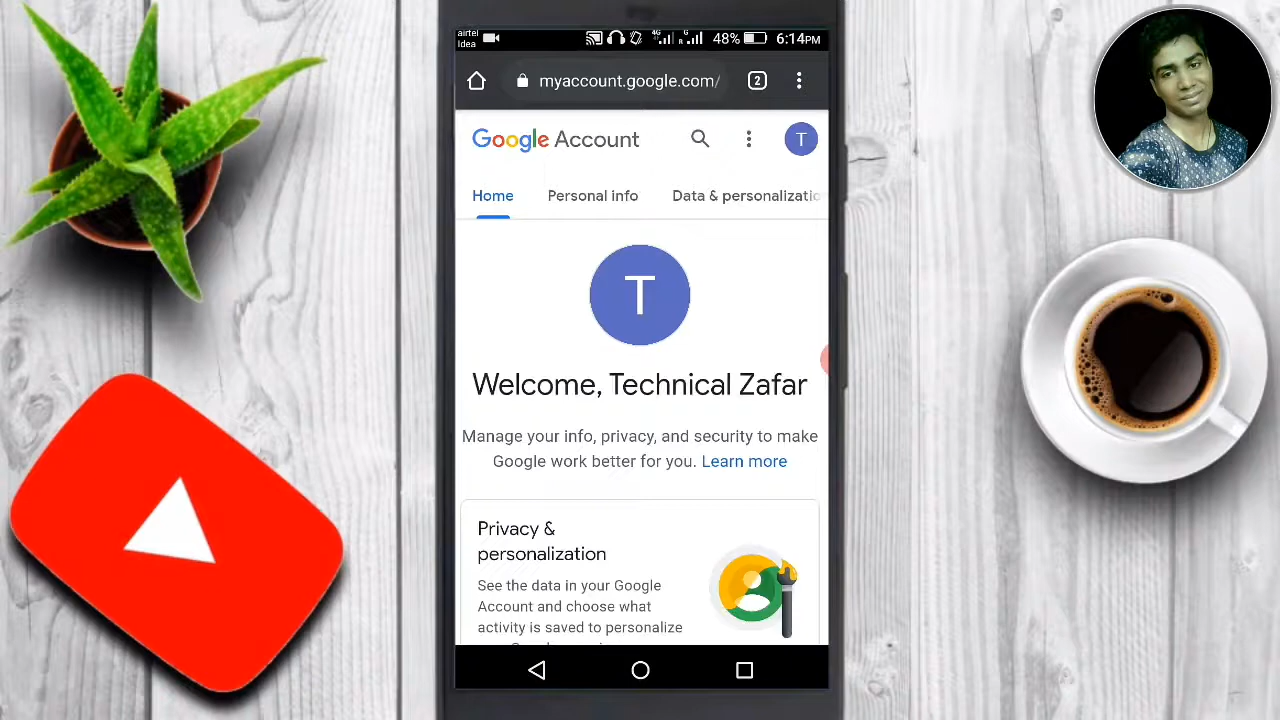 airtel
Idea
4G
R
G
48%
6:14PM
myaccount.google.com/
2
Google Account
T
Home
Personal info
Data & personalizatio
T
Welcome, Technical Zafar
Manage your info, privacy, and security to make
Google work better for you. Learn more
Privacy &
personalization
See the data in your Google
Account and choose what
activity is saved to personalize